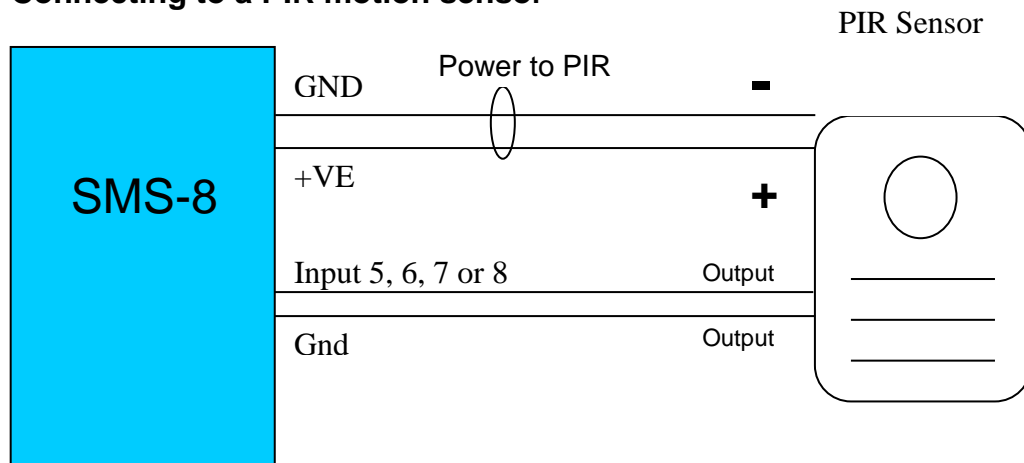 Connecting to a PIR motion sensor
PIR Sensor
Power to PIR
GND
-
+VE
+
SMS-8
Input 5, 6, 7 or 8
Output
Gnd
Output